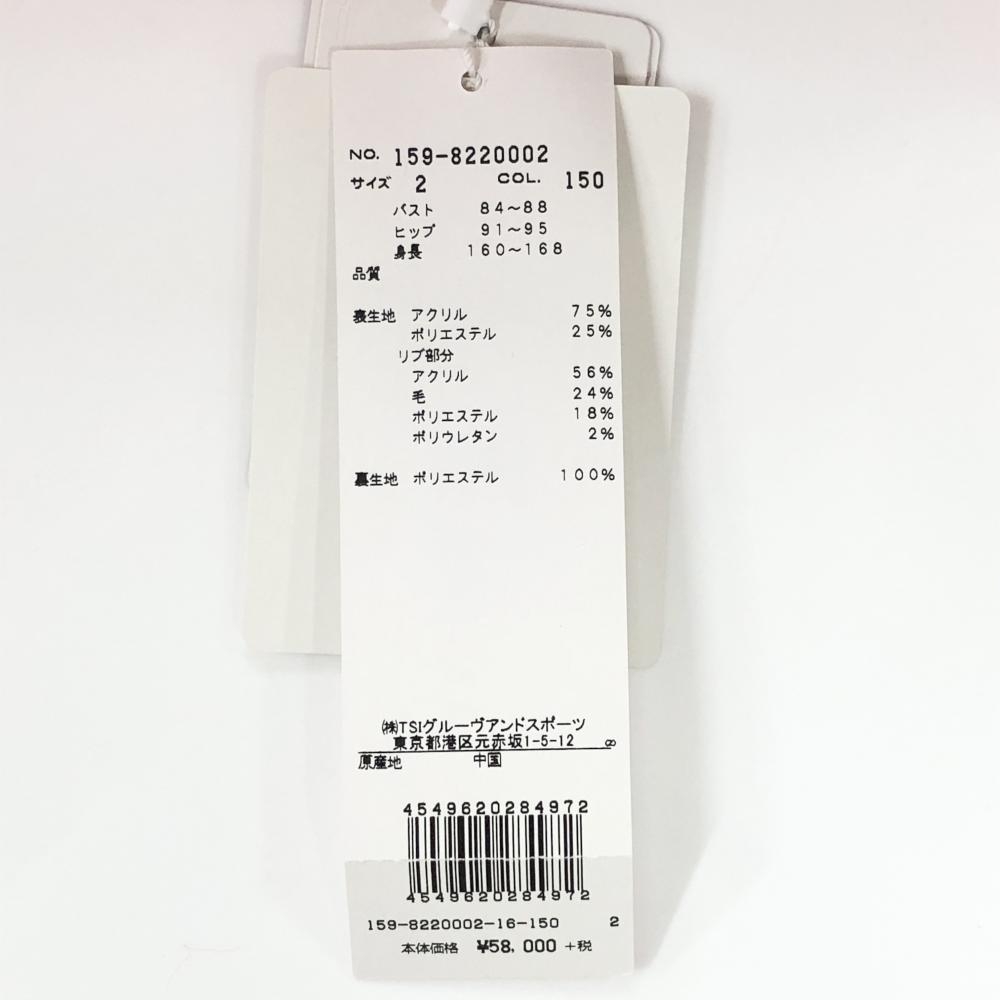 NO. 159-8220002
サイズ 2 COL. 150
バスト 84～88
ヒップ 91～95
身長 160～168
品質
表生地 アクリル 75%
ポリエステル 25%
リブ部分
アクリル 56%
毛 24%
ポリエステル 18%
ポリウレタン 2%
裏生地 ポリエステル 100%
㈱TSIグルーヴアンドスポーツ
東京都港区元赤坂1-5-12 ∞
原産地 中国
4549620284972
4549620284972
159-8220002-16-150 2
本体価格 ¥58,000 +税